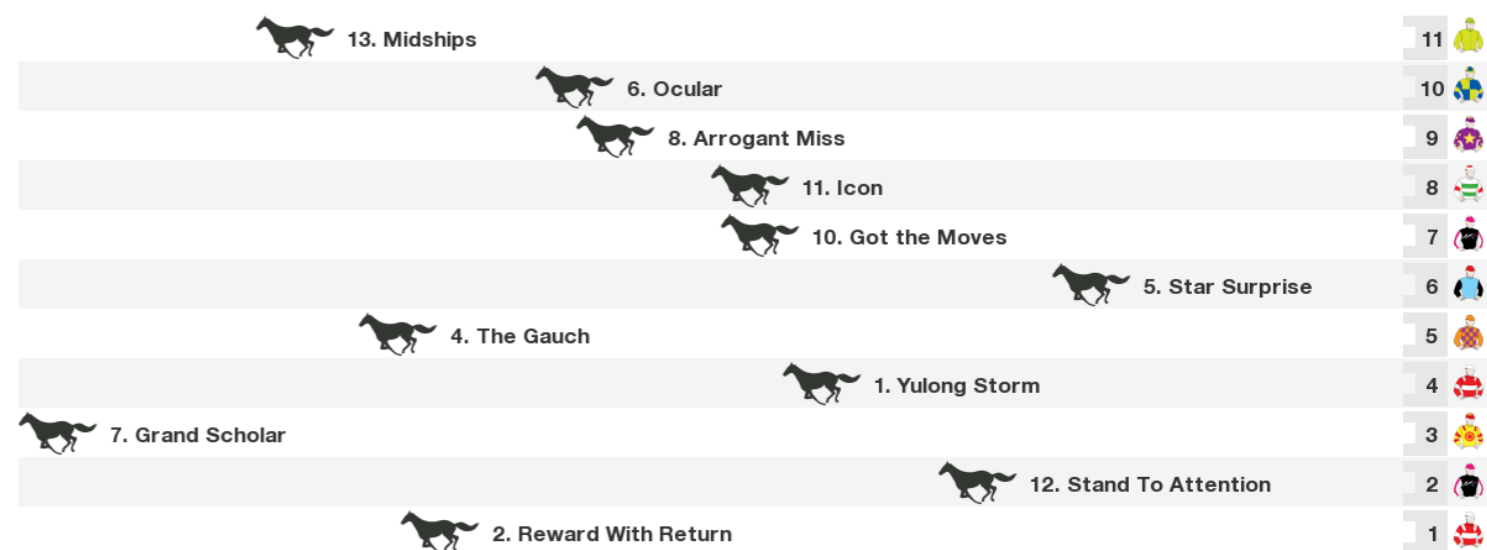 13. Midships 11
6. Ocular 10
8. Arrogant Miss 9
11. Icon 8
10. Got the Moves 7
5. Star Surprise 6
4. The Gauch 5
1. Yulong Storm 4
7. Grand Scholar 3
12. Stand To Attention 2
2. Reward With Return 1